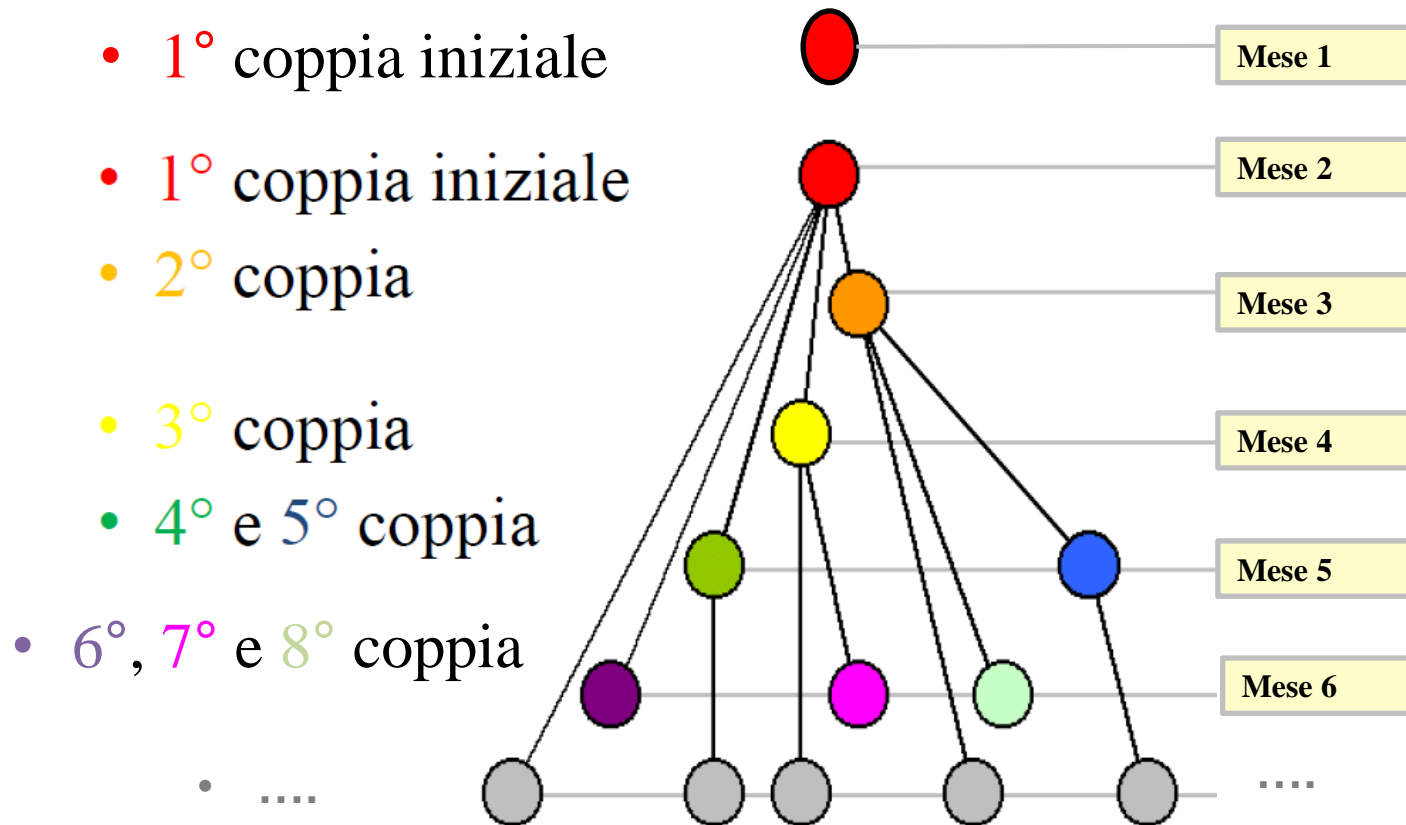 • 1° coppia iniziale
Mese 1
• 1° coppia iniziale
Mese 2
• 2° coppia
Mese 3
• 3° coppia
Mese 4
• 4° e 5° coppia
Mese 5
• 6°, 7° e 8° coppia
Mese 6
• ....
....